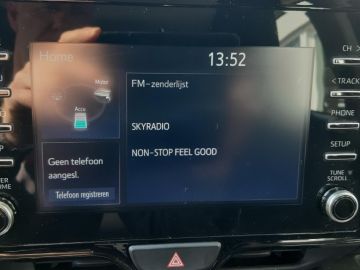 Home
13:52
CH
Motor
Accu
FM-zenderlijst
< TRACK
SKYRADIO
PHONE
NON-STOP FEEL GOOD
Geen telefoon
aangesl.
Telefoon registreren
SETUP
TUNE
SCROLL